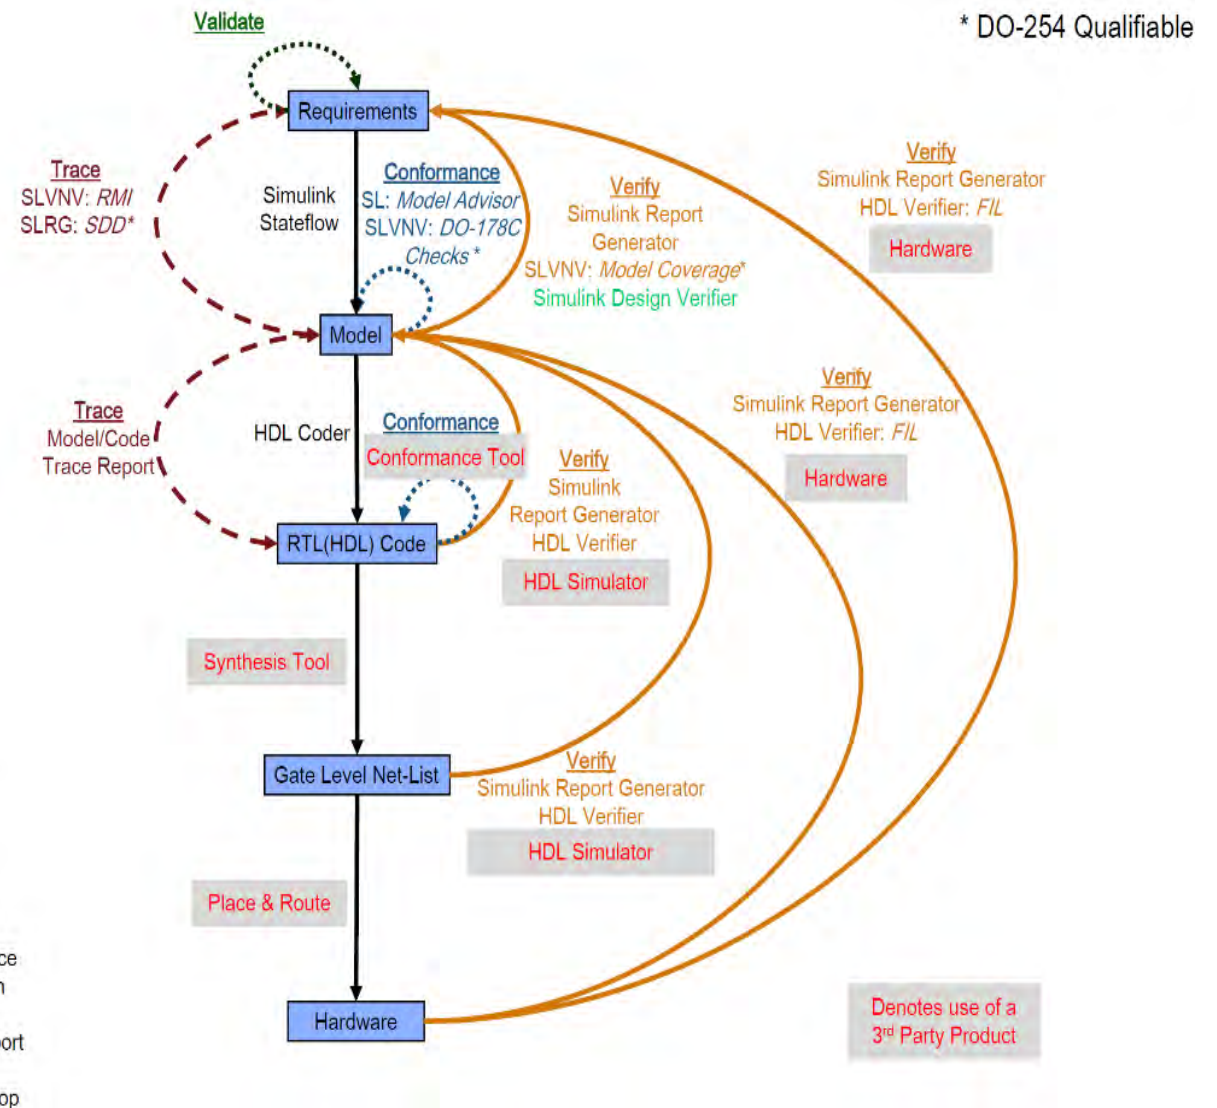 Validate
* DO-254 Qualifiable
Requirements
Trace
SLVNV: RMI
SLRG: SDD*
Simulink
Stateflow
Conformance
SL: Model Advisor
SLVNV: DO-178C
Checks *
Verify
Simulink Report
Generator
SLVNV: Model Coverage*
Simulink Design Verifier
Verify
Simulink Report Generator
HDL Verifier: FIL
Hardware
Model
Trace
Model/Code
Trace Report
HDL Coder
Conformance
Conformance Tool
Verify
Simulink
Report Generator
HDL Verifier
HDL Simulator
Verify
Simulink Report Generator
HDL Verifier: FIL
Hardware
RTL(HDL) Code
Synthesis Tool
Gate Level Net-List
Verify
Simulink Report Generator
HDL Verifier
HDL Simulator
Place & Route
Hardware
Denotes use of a
3rd Party Product